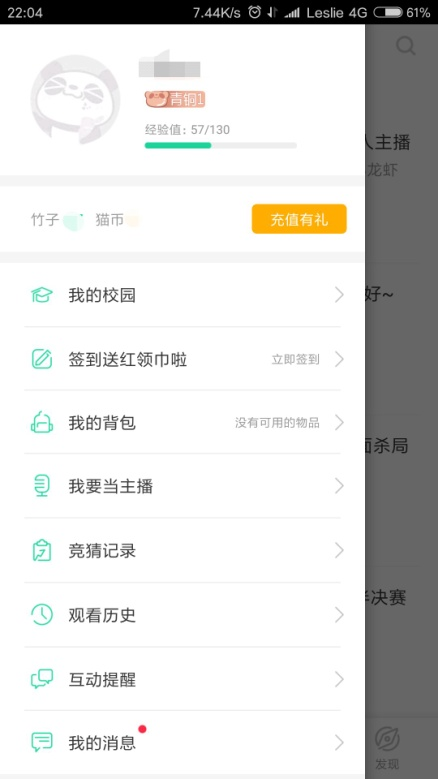 22:04
7.44K/s Leslie 4G 61%
青铜1
经验值: 57/130
竹子 猫币 充值有礼
人主播
龙虾
我的校园
好~
签到送红领巾啦 立即签到
我的背包 没有可用的物品
面杀局
我要当主播
竞猜记录
半决赛
观看历史
互动提醒
我的消息
发现